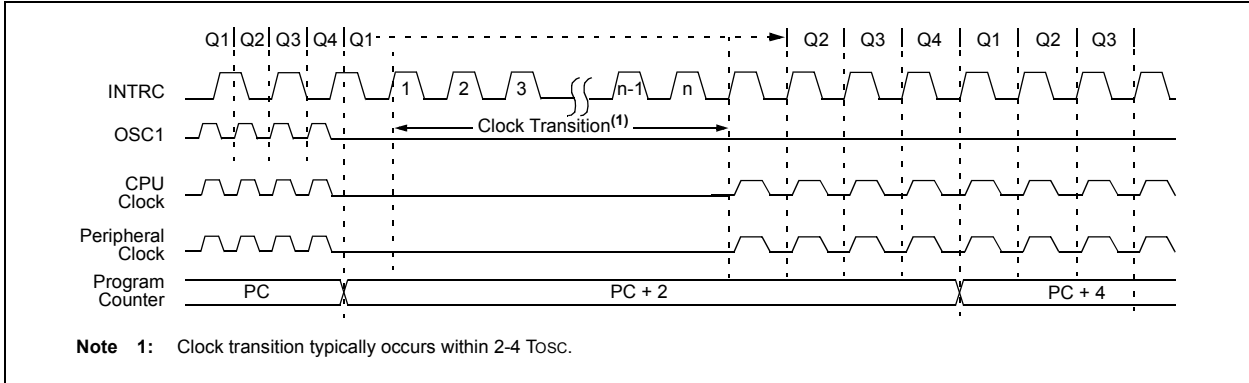 Q1 Q2 Q3 Q4 Q1 Q2 Q3 Q4 Q1 Q2 Q3
INTRC 1 2 3 n-1 n
OSC1 Clock Transition(1)
CPU
Clock
Peripheral
Clock
Program
Counter
PC PC + 2 PC + 4
Note 1: Clock transition typically occurs within 2-4 TOSC.